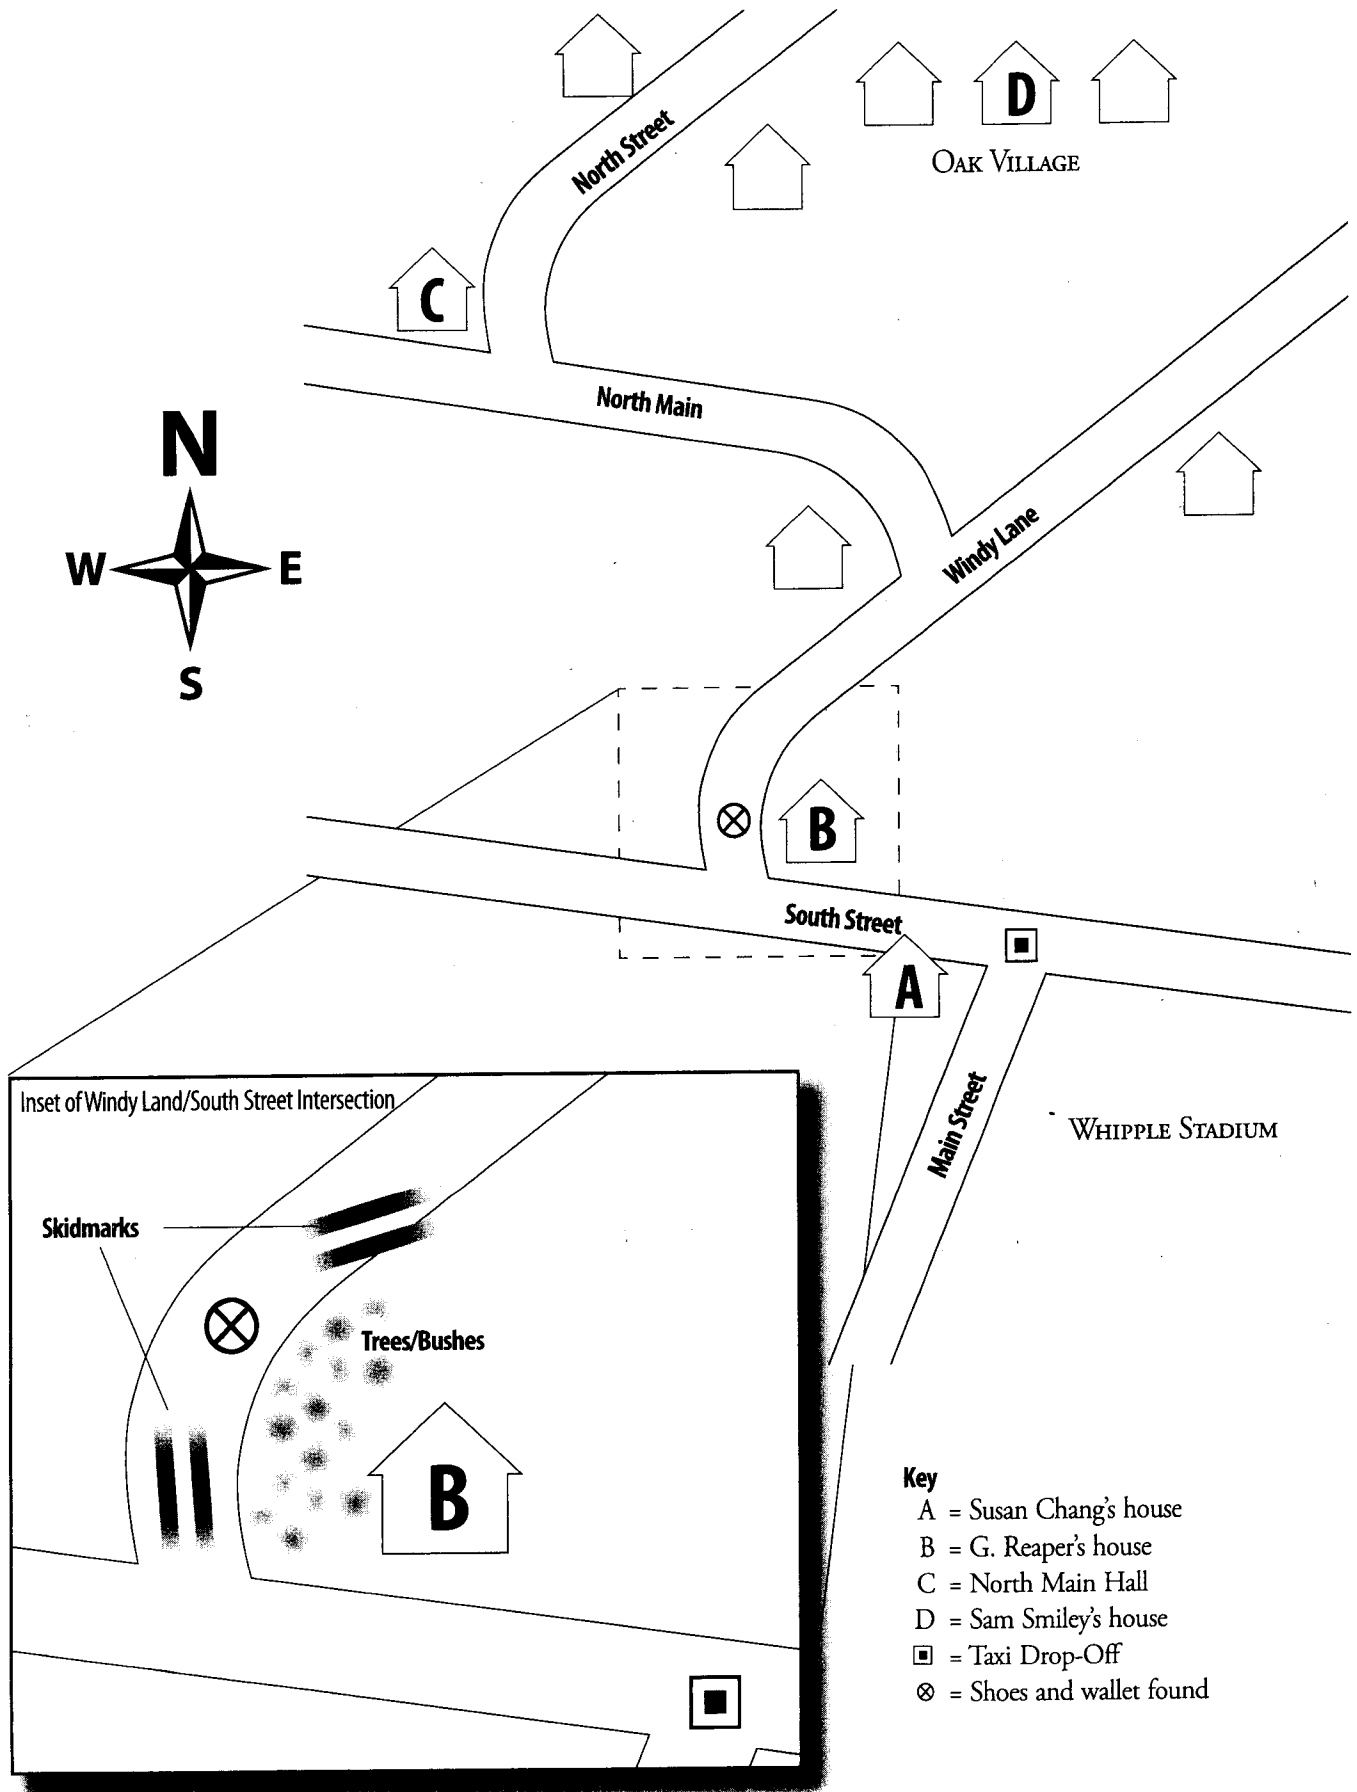 North Street
D
OAK VILLAGE
C
North Main
N
W E
S
Windy Lane
B
South Street
A
Main Street
WHIPPLE STADIUM
Inset of Windy Land/South Street Intersection
Skidmarks
Trees/Bushes
B
Key
A = Susan Chang's house
B = G. Reaper's house
C = North Main Hall
D = Sam Smiley's house
= Taxi Drop-Off
= Shoes and wallet found